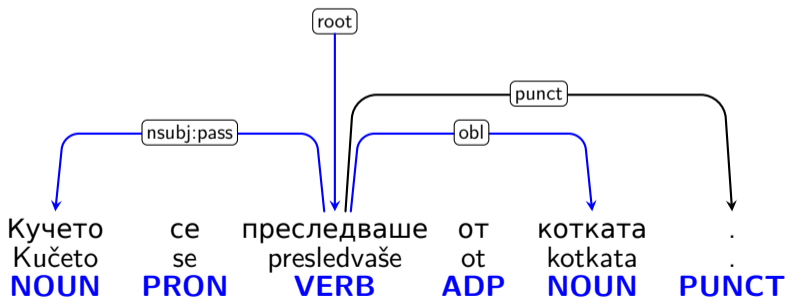 root
punct
nsubj:pass obl
Кучето се преследваше от котката .
Kučeto se presledvaše ot kotkata .
NOUN PRON VERB ADP NOUN PUNCT